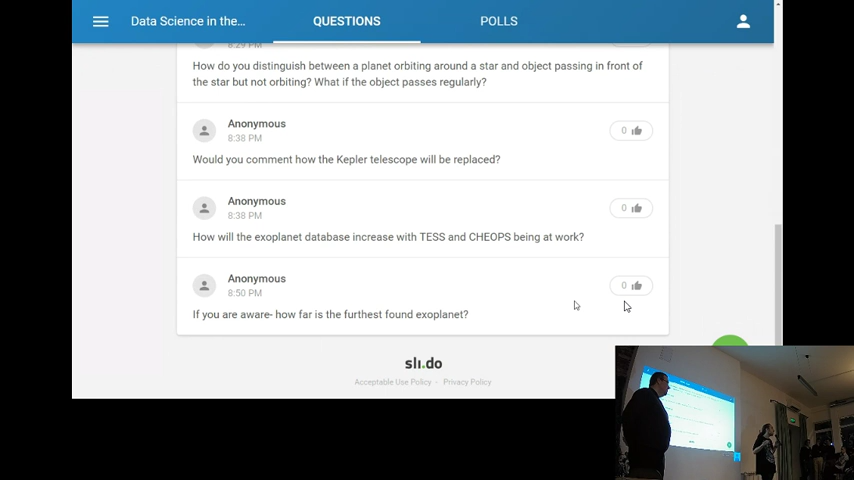 Data Science in the...
QUESTIONS
POLLS
8:29 PM
How do you distinguish between a planet orbiting around a star and object passing in front of
the star but not orbiting? What if the object passes regularly?
Anonymous
8:38 PM
0
Would you comment how the Kepler telescope will be replaced?
Anonymous
8:38 PM
0
How will the exoplanet database increase with TESS and CHEOPS being at work?
Anonymous
8:50 PM
0
If you are aware- how far is the furthest found exoplanet?
sli.do
Acceptable Use Policy - Privacy Policy